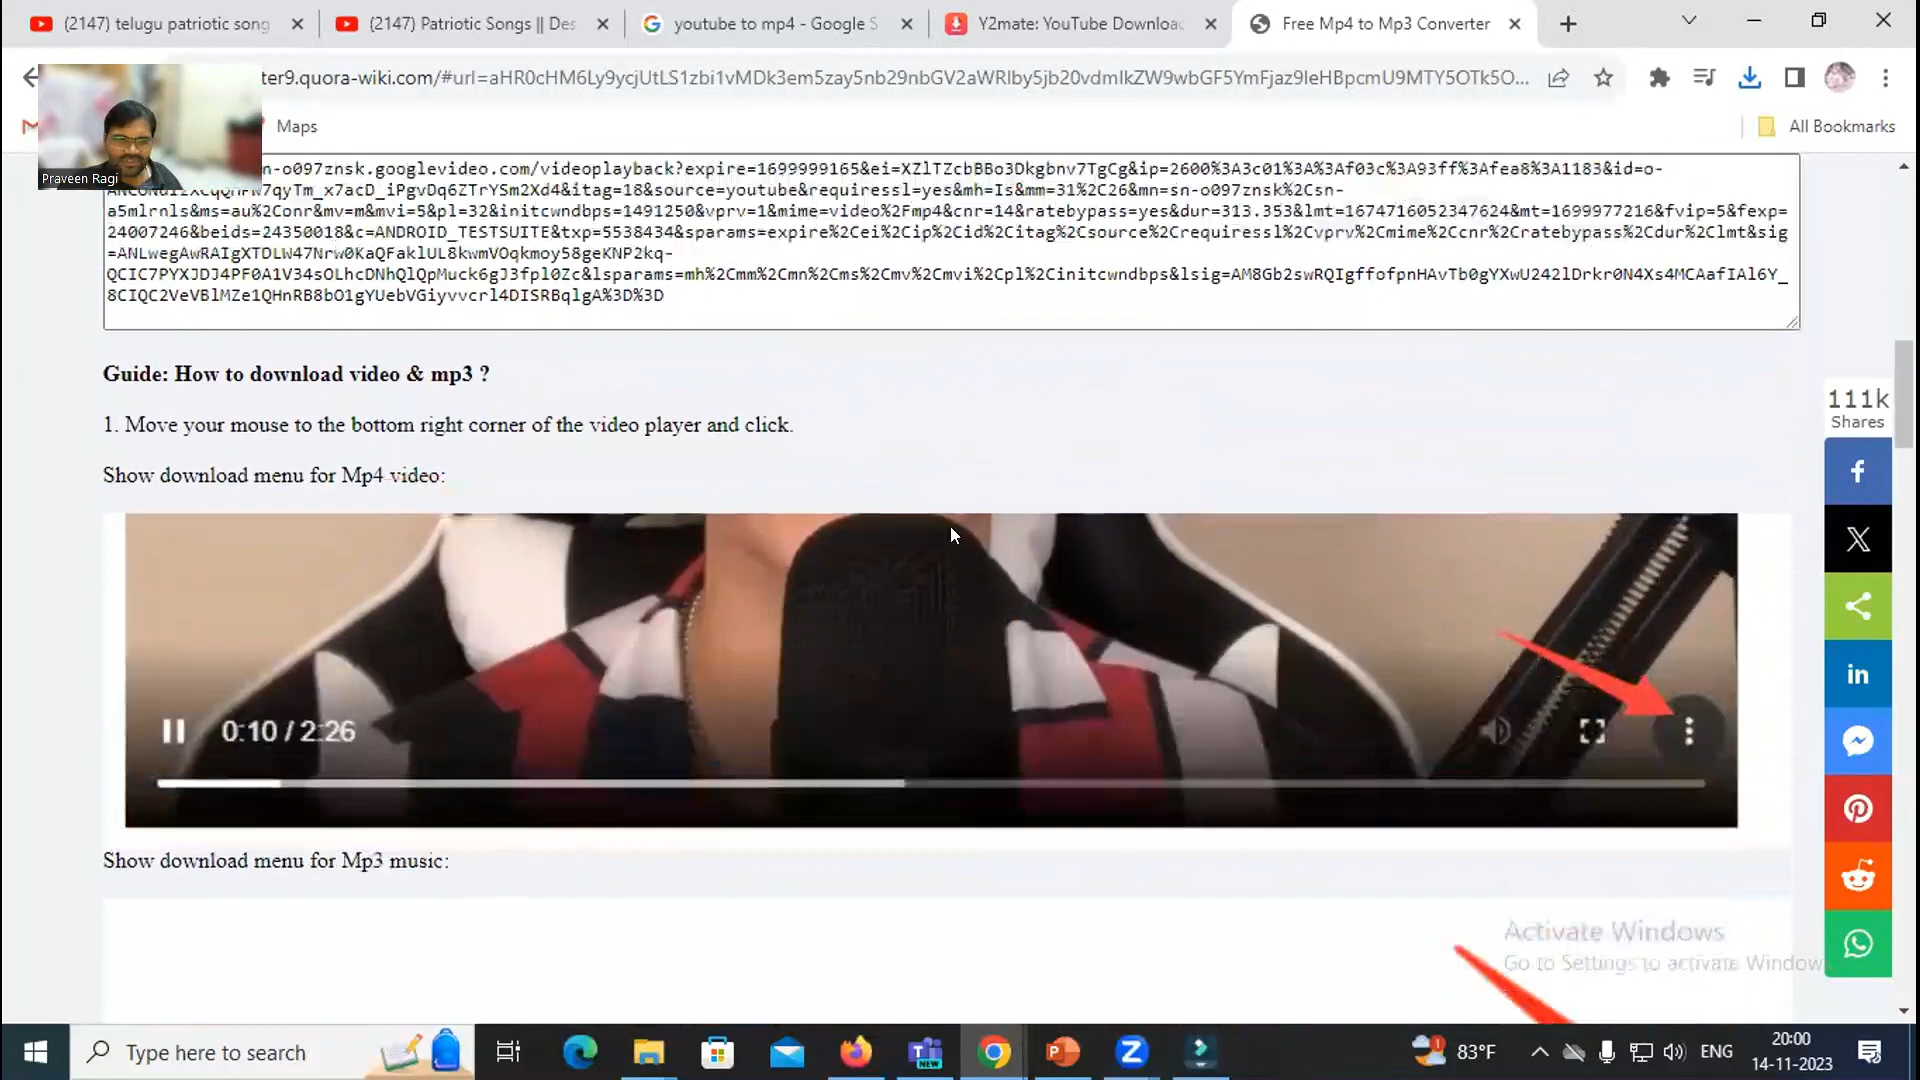 (2147) telugu patriotic song
(2147) Patriotic Songs || Des
youtube to mp4 - Google S
Y2mate: YouTube Downloa
Free Mp4 to Mp3 Converter
ter9.quora-wiki.com/#url=aHR0cHM6Ly9ycjUtLS1zbi1vMDk3em5zay5nb29nbGV2aWRlby5jb20vdmlkZW9wbGF5YmFjaz9leHBpcmU9MTY5OTk5O...
Maps
All Bookmarks
Praveen Ragi
n-o097znsk.googlevideo.com/videoplayback?expire=1699999165&ei=XZlTZcbBBo3Dkgbnv7TgCg&ip=2600%3A3c01%3A%3Af03c%3A93ff%3Afea8%3A1183&id=o-
7qyTm_x7acD_iPgvDq6ZTrYSm2Xd4&itag=18&source=youtube&requiressl=yes&mh=Is&mm=31%2C26&mn=sn-o097znsk%2Csn-
a5mlrnls&ms=au%2Conr&mv=m&mvi=5&pl=32&initcwndbps=1491250&vprv=1&mime=video%2Fmp4&cnr=14&ratebypass=yes&dur=313.353&lmt=1674716052347624&mt=1699977216&fvip=5&fexp=
24007246&beids=24350018&c=ANDROID_TESTSUITE&txp=5538434&sparams=expire%2Cei%2Cip%2Cid%2Citag%2Csource%2Crequiressl%2Cvprv%2Cmime%2Ccnr%2Cratebypass%2Cdur%2Clmt&sig
=ANLwegAwRAIgXTDLW47Nrw0KaQFaklUL8kwmVOqkmoy58geKNP2kq-
QCIC7PYXJDJ4PF0A1V34sOLhcDNhQlQpMuck6gJ3fpl0Zc&lsparams=mh%2Cmm%2Cmn%2Cms%2Cmv%2Cmvi%2Cpl%2Cinitcwndbps&lsig=AM8Gb2swRQIgffofpnHAvTb0gYXwU242lDrkr0N4Xs4MCAafIAl6Y_
8CIQC2VeVBlMZe1QHnRB8bO1gYUebVGiyvvcrl4DISRBqlgA%3D%3D
Guide: How to download video & mp3 ?
1. Move your mouse to the bottom right corner of the video player and click.
Show download menu for Mp4 video:
0:10 / 2:26
Show download menu for Mp3 music:
111k
Shares
Activate Windows
Go to Settings to activate Window
Type here to search
NEW
83°F
ENG
20:00
14-11-2023